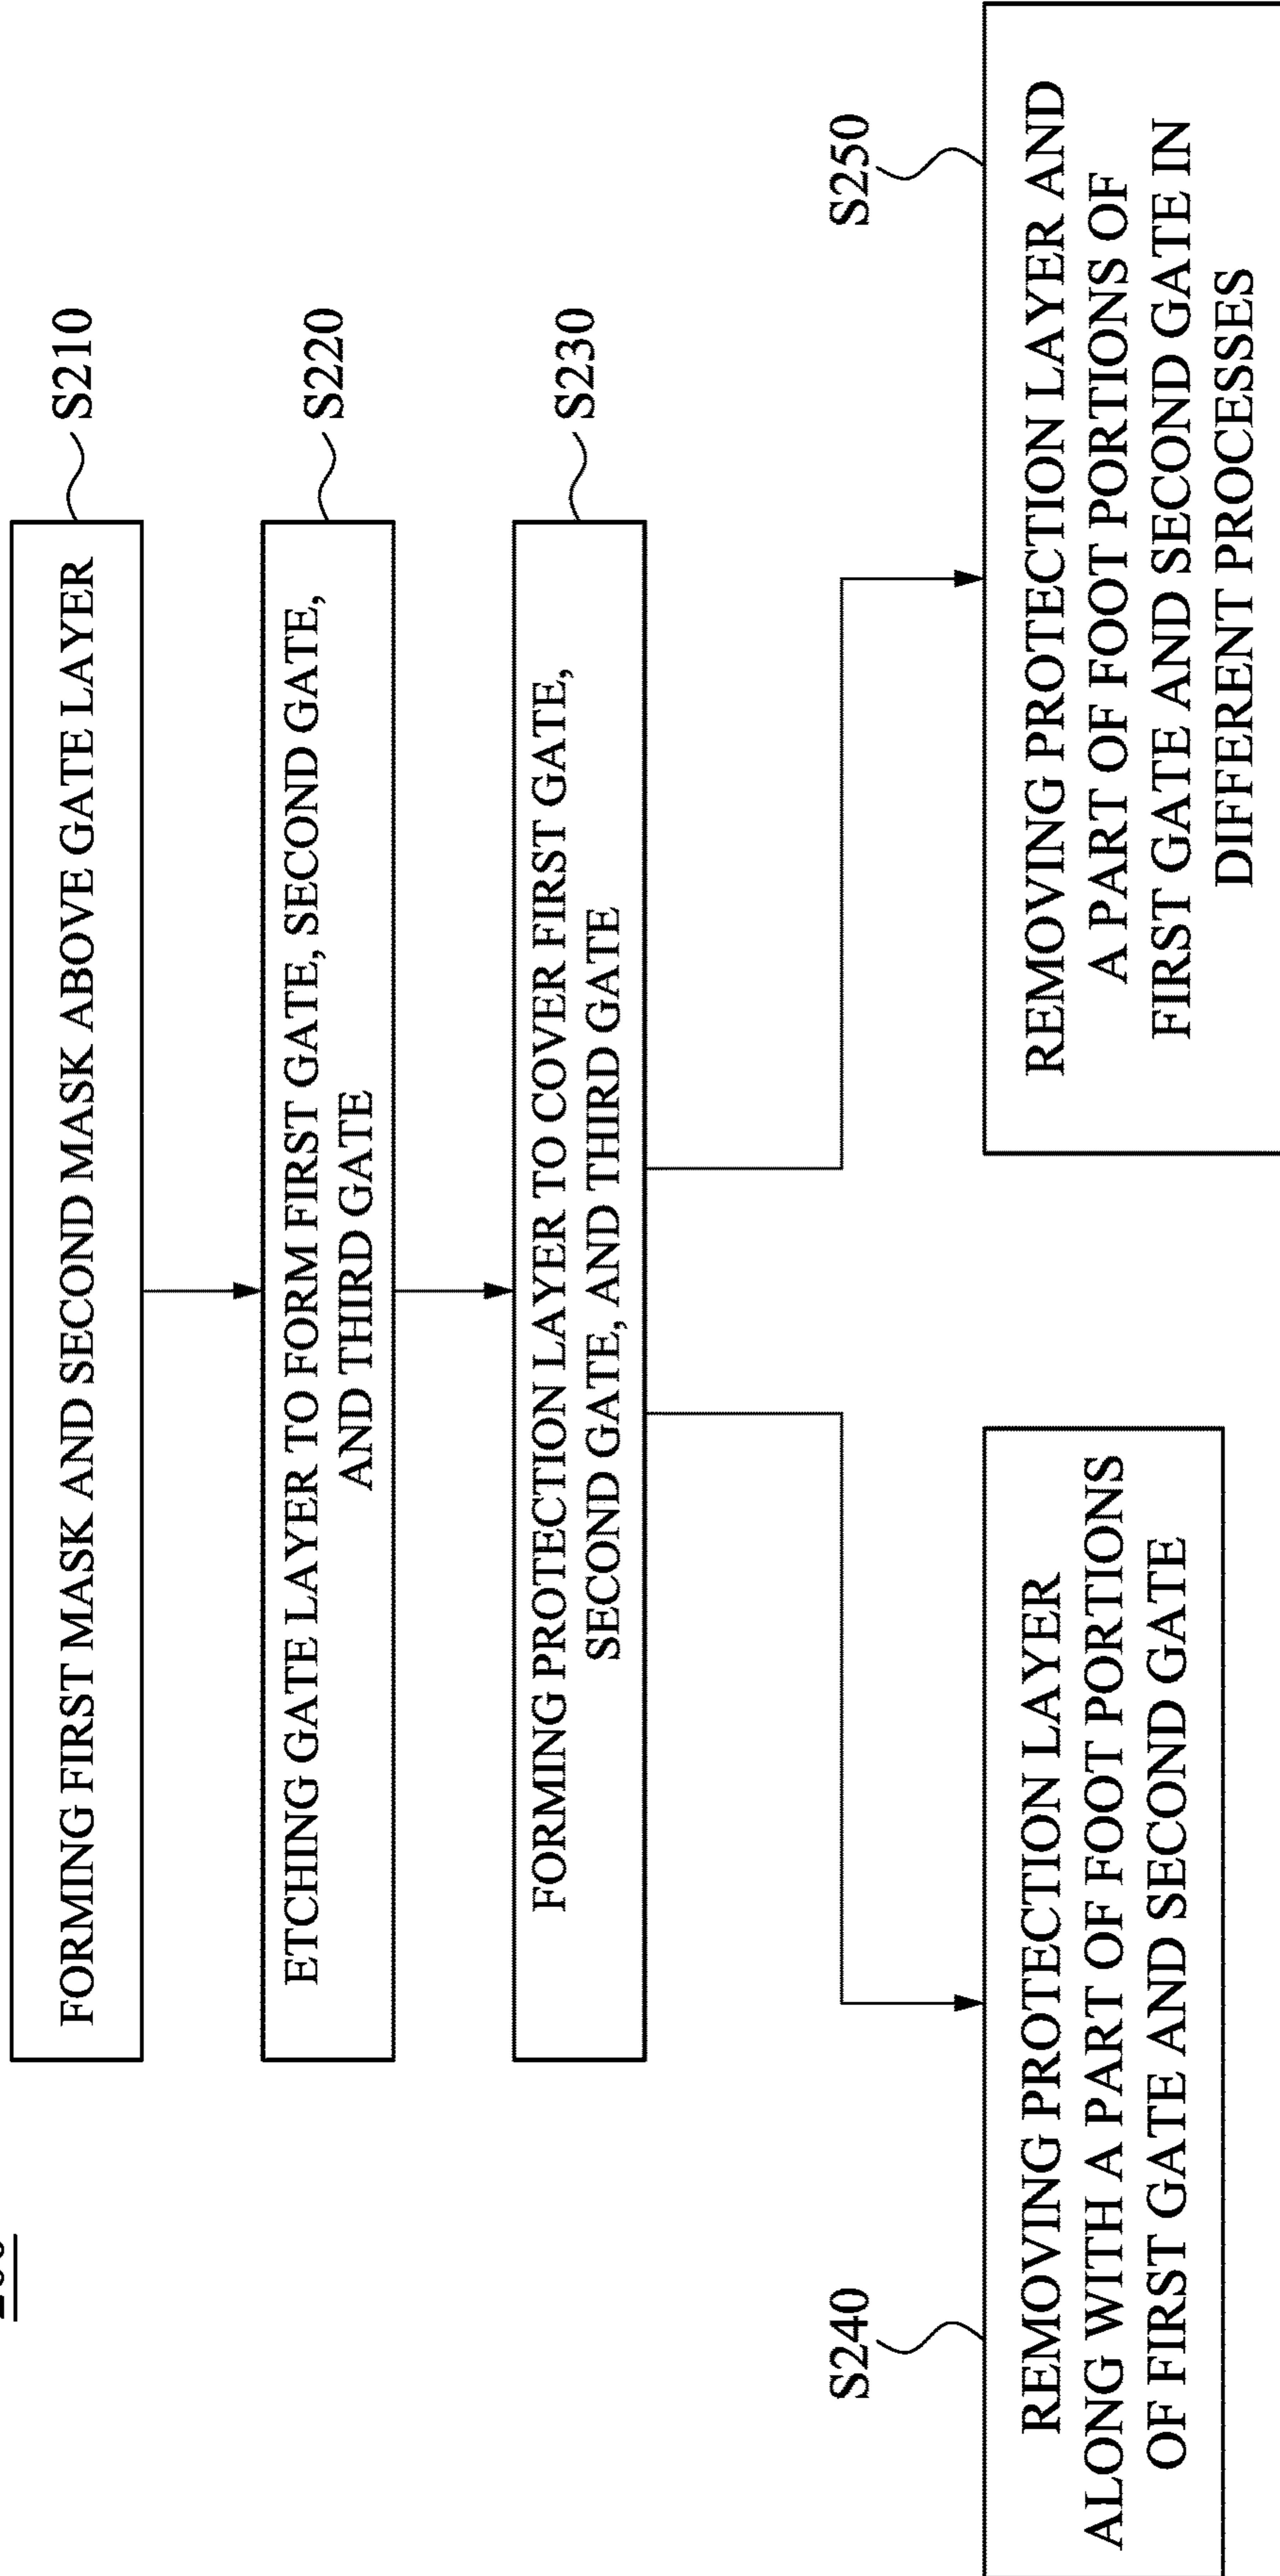 FORMING FIRST MASK AND SECOND MASK ABOVE GATE LAYER
S210
ETCHING GATE LAYER TO FORM FIRST GATE, SECOND GATE,
AND THIRD GATE
S220
FORMING PROTECTION LAYER TO COVER FIRST GATE,
SECOND GATE, AND THIRD GATE
S230
S240
REMOVING PROTECTION LAYER
ALONG WITH A PART OF FOOT PORTIONS
OF FIRST GATE AND SECOND GATE
S250
REMOVING PROTECTION LAYER AND
A PART OF FOOT PORTIONS OF
FIRST GATE AND SECOND GATE IN
DIFFERENT PROCESSES